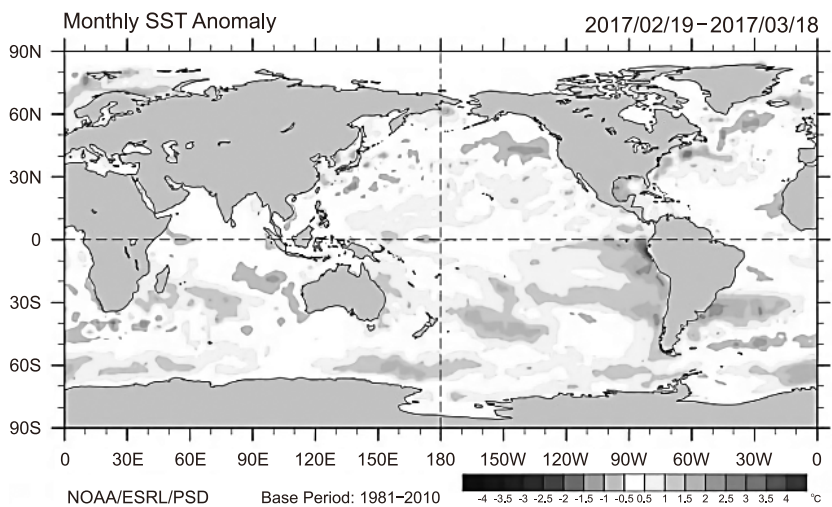 Monthly SST Anomaly 2017/02/19−2017/03/18
90N
60N
30N
0
30S
60S
90S
0 30E 60E 90E 120E 150E 180 150W 120W 90W 60W 30W 0
NOAA/ESRL/PSD Base Period: 1981−2010
-4 -3.5 -3 -2.5 -2 -1.5 -1 -0.5 0.5 1 1.5 2 2.5 3 3.5 4 °C